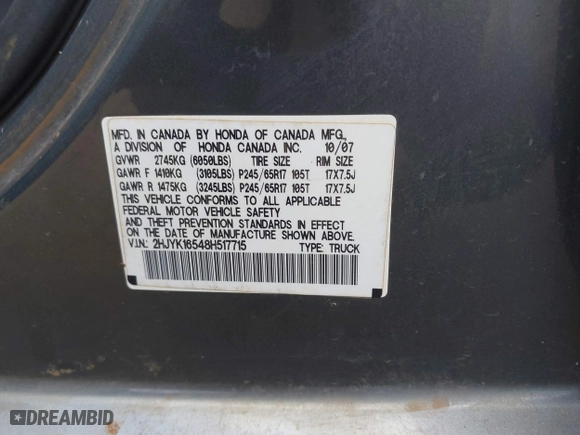 MFD. IN CANADA BY HONDA OF CANADA MFG.,
A DIVISION OF HONDA CANADA INC. 10/07
GVWR 2745KG (6050LBS) TIRE SIZE RIM SIZE
GAWR F 1410KG (3105LBS) P245/65R17 105T 17X7.5J
GAWR R 1475KG (3245LBS) P245/65R17 105T 17X7.5J
THIS VEHICLE CONFORMS TO ALL APPLICABLE
FEDERAL MOTOR VEHICLE SAFETY
AND THEFT PREVENTION STANDARDS IN EFFECT
ON THE DATE OF MANUFACTURE SHOWN ABOVE.
V.I.N.: 2HJYK16548H517715 TYPE: TRUCK
DREAMBID